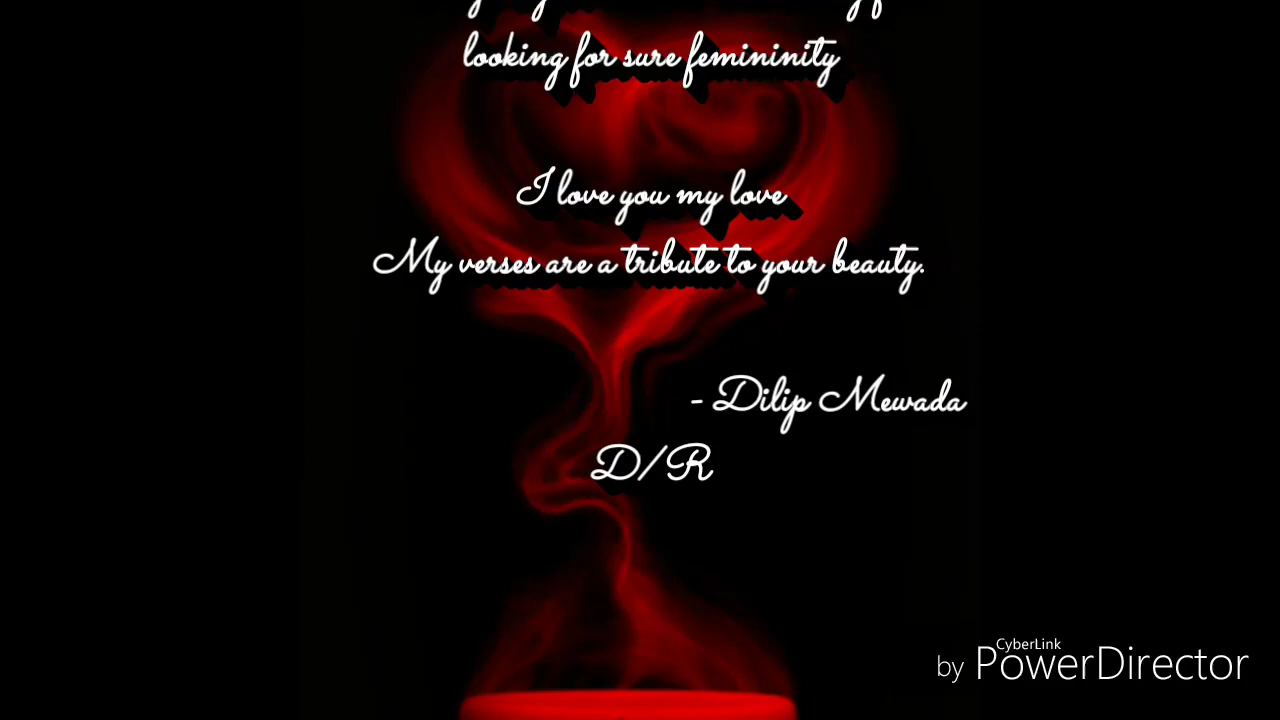 looking for sure femininity
I love you my love
My verses are a tribute to your beauty.
- Dilip Mewada
D/R
CyberLink
by PowerDirector